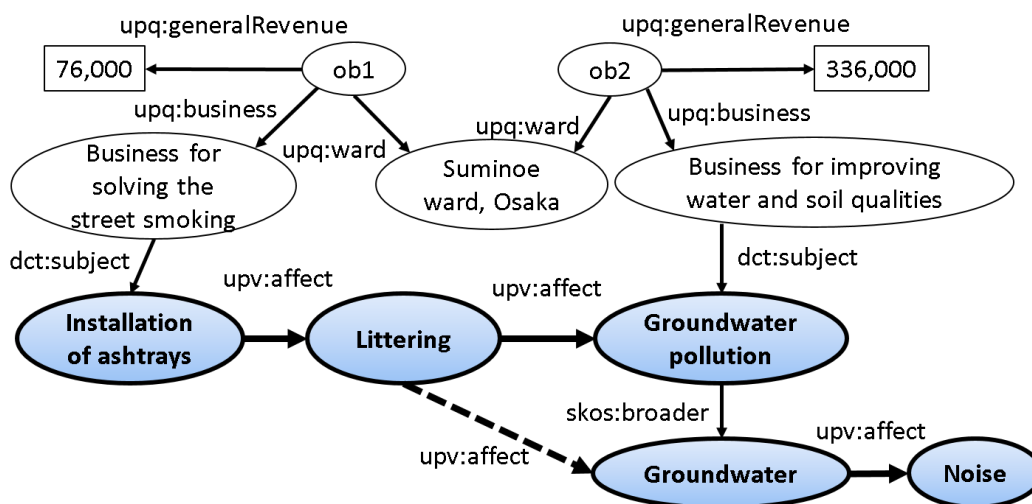 upq:generalRevenue
upq:generalRevenue
76,000
ob1
ob2
336,000
upq:business
upq:business
upq:ward
upq:ward
Business for
solving the
street smoking
Suminoe
ward, Osaka
Business for improving
water and soil qualities
dct:subject
dct:subject
upv:affect
upv:affect
Installation
of ashtrays
Littering
Groundwater
pollution
skos:broader
upv:affect
upv:affect
Groundwater
Noise